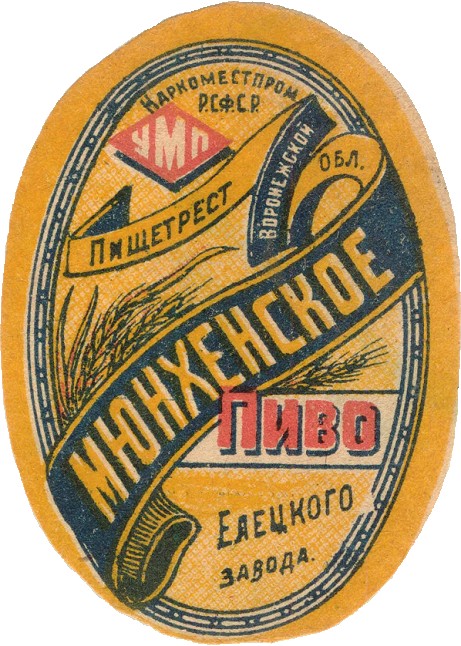 Наркоместпром
Р.С.Ф.С.Р.
УМП
Пищетрест
Воронежской
обл.
Мюнхенское
Пиво
Елецкого
завода.